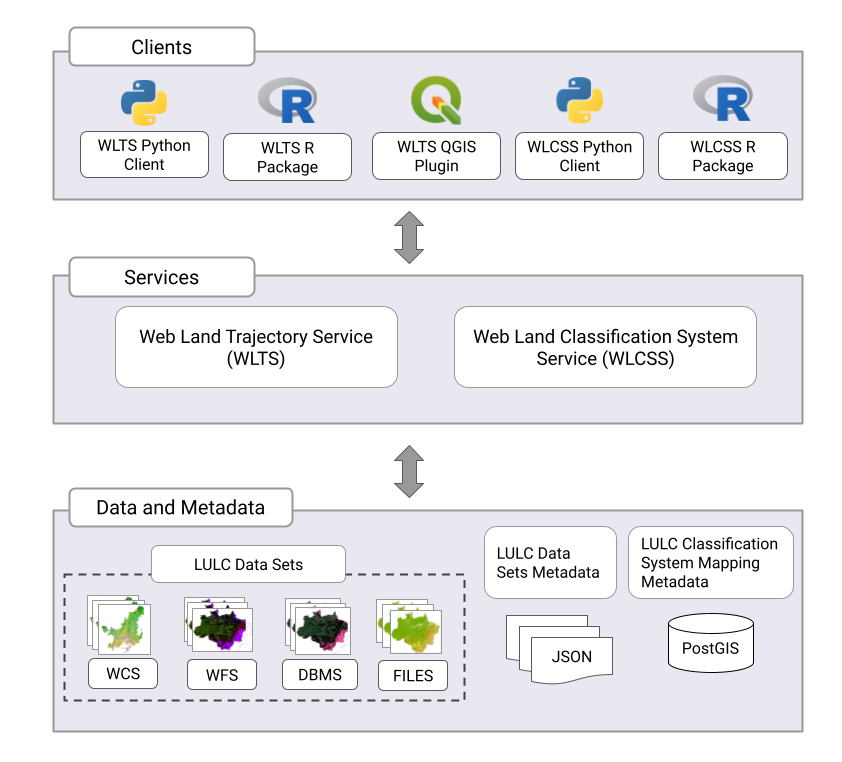 Clients
WLTS Python
Client
WLTS R
Package
WLTS QGIS
Plugin
WLCSS Python
Client
WLCSS R
Package
Services
Web Land Trajectory Service
(WLTS)
Web Land Classification System
Service (WLCSS)
Data and Metadata
LULC Data Sets
WCS
WFS
DBMS
FILES
LULC Data
Sets Metadata
JSON
LULC Classification
System Mapping
Metadata
PostGIS